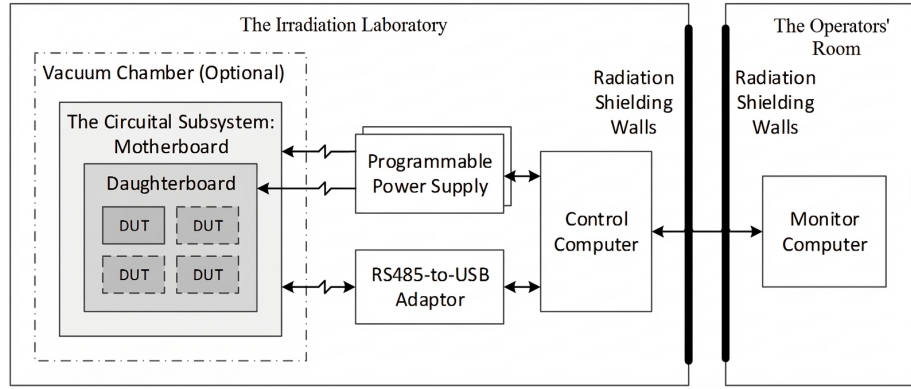 The Irradiation Laboratory
The Operators'
Room
Vacuum Chamber (Optional)
The Circuital Subsystem:
Motherboard
Daughterboard
DUT
DUT
DUT
DUT
Programmable
Power Supply
RS485-to-USB
Adaptor
Control
Computer
Radiation
Shielding
Walls
Radiation
Shielding
Walls
Monitor
Computer